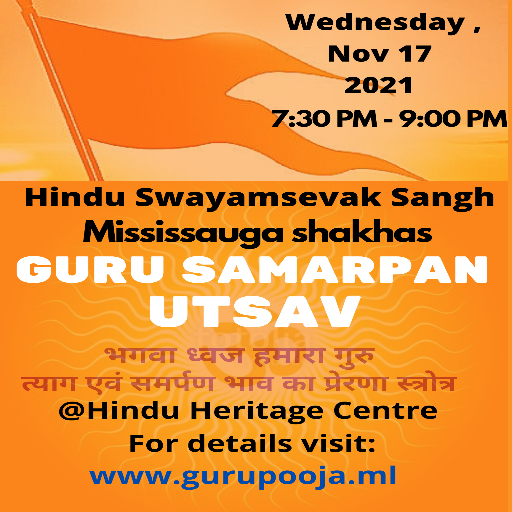 Wednesday ,
Nov 17
2021
7:30 PM - 9:00 PM
Hindu Swayamsevak Sangh
Mississauga shakhas
GURU SAMARPAN
UTSAV
भगवा ध्वज हमारा गुरु
त्याग एवं समर्पण भाव का प्रेरणा स्त्रोत्र
@Hindu Heritage Centre
For details visit:
www.gurupooja.ml